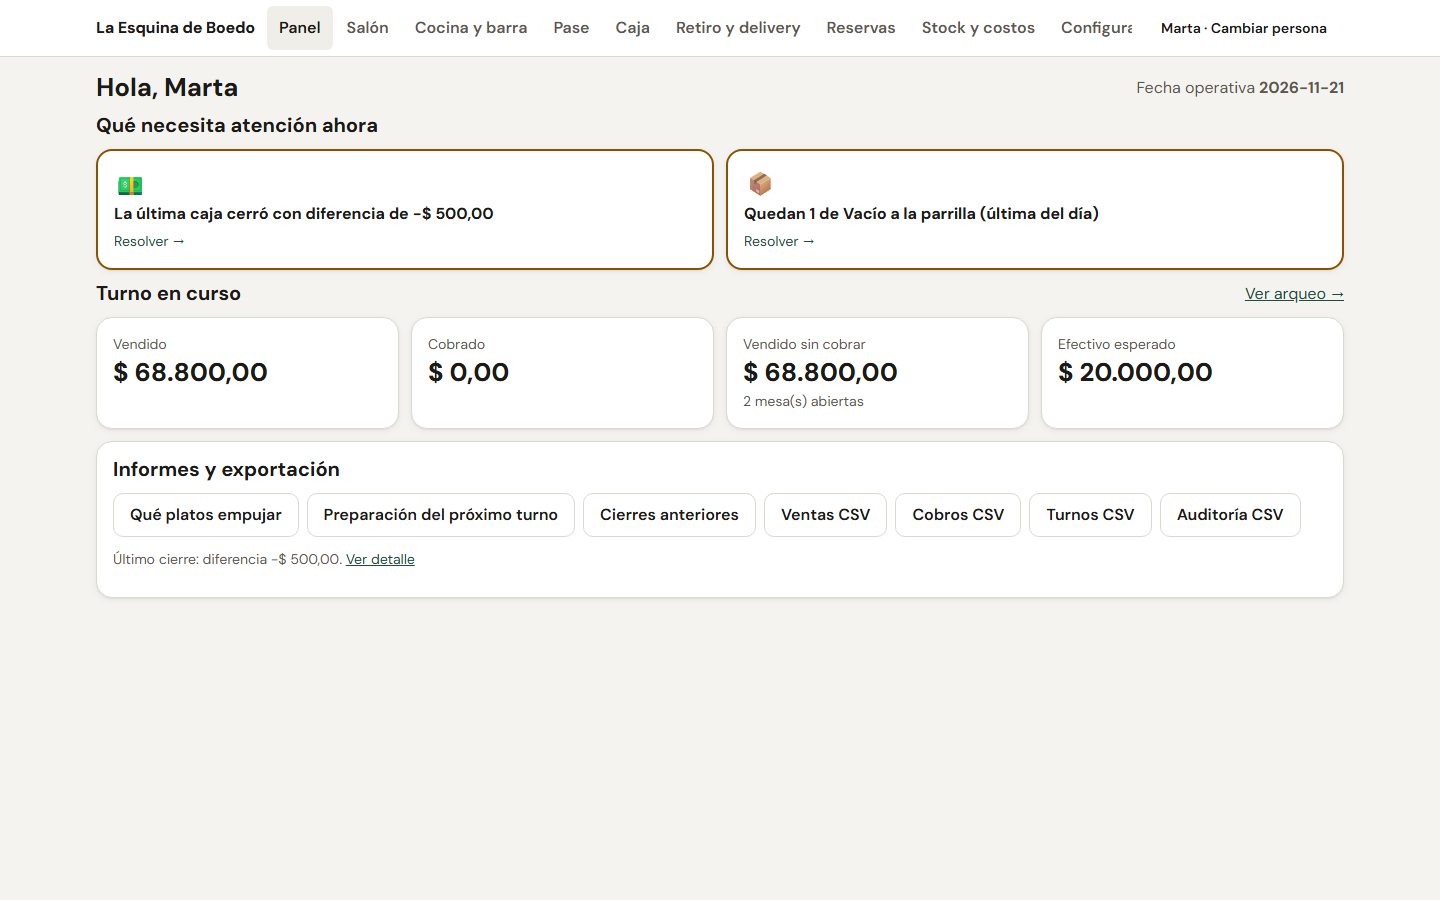 La Esquina de Boedo Panel Salón Cocina y barra Pase Caja Retiro y delivery Reservas Stock y costos Marta · Cambiar persona
Hola, Marta Fecha operativa 2026-11-21
Qué necesita atención ahora
La última caja cerró con diferencia de -$ 500,00
Resolver →
Quedan 1 de Vacío a la parrilla (última del día)
Resolver →
Turno en curso Ver arqueo →
Vendido
$ 68.800,00
Cobrado
$ 0,00
Vendido sin cobrar
$ 68.800,00
2 mesa(s) abiertas
Efectivo esperado
$ 20.000,00
Informes y exportación
Qué platos empujar Preparación del próximo turno Cierres anteriores Ventas CSV Cobros CSV Turnos CSV Auditoría CSV
Último cierre: diferencia -$ 500,00. Ver detalle